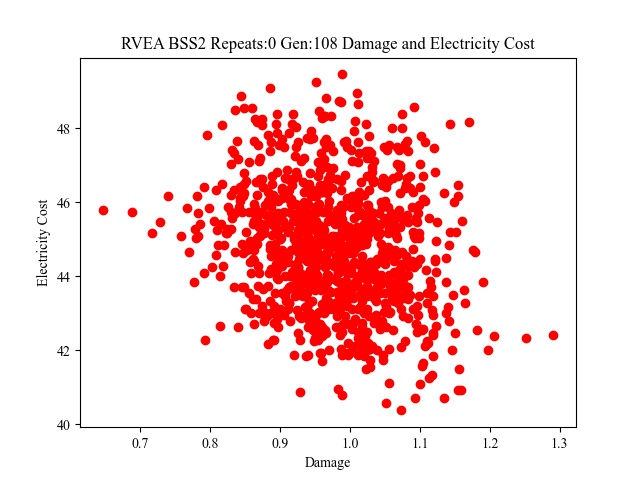 RVEA BSS2 Repeats:0 Gen:108 Damage and Electricity Cost
Electricity Cost
48
46
44
42
40
0.7 0.8 0.9 1.0 1.1 1.2 1.3
Damage